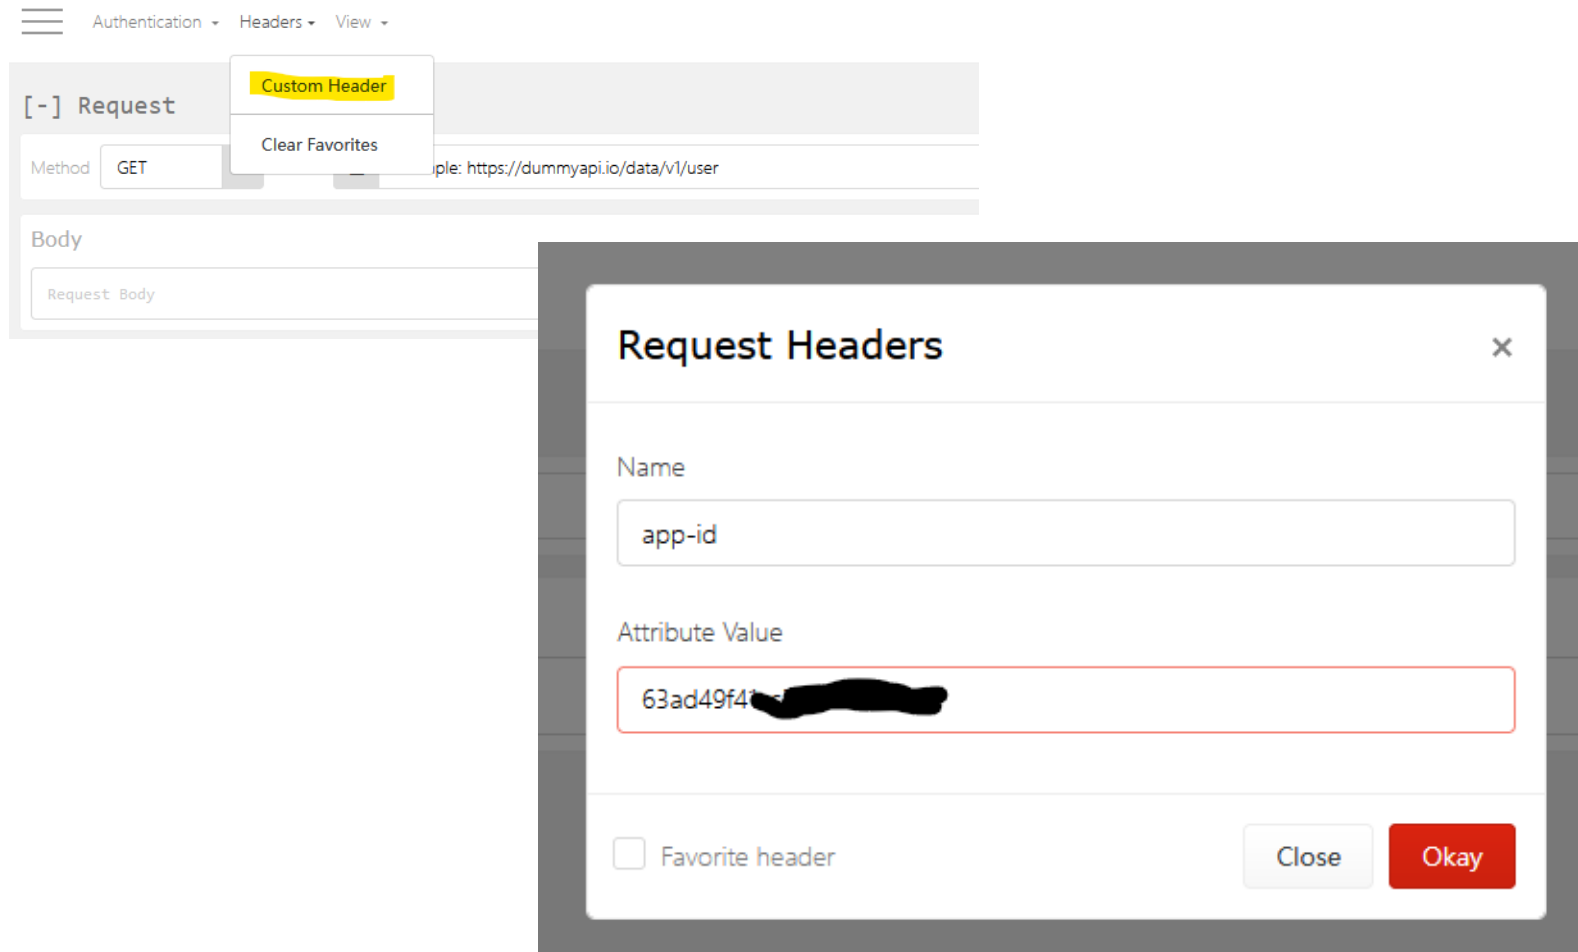 Authentication Headers View
Custom Header
Clear Favorites
[-] Request
Method GET ple: https://dummyapi.io/data/v1/user
Body
Request Body
Request Headers ×
Name
app-id
Attribute Value
63ad49f4
Favorite header Close Okay